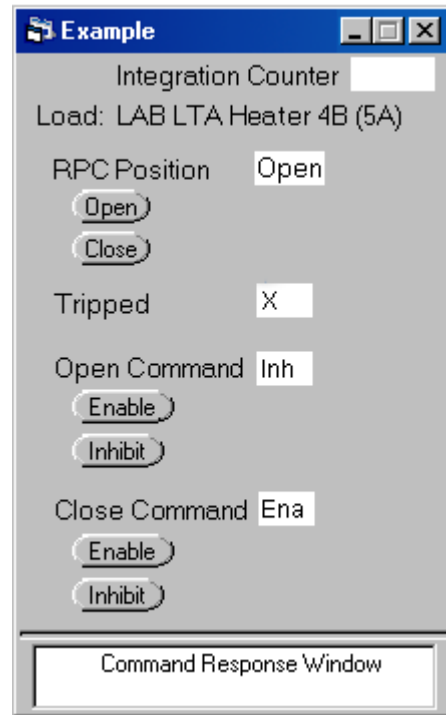 Example
Integration Counter
Load: LAB LTA Heater 4B (5A)
RPC Position Open
Open
Close
Tripped X
Open Command Inh
Enable
Inhibit
Close Command Ena
Enable
Inhibit
Command Response Window